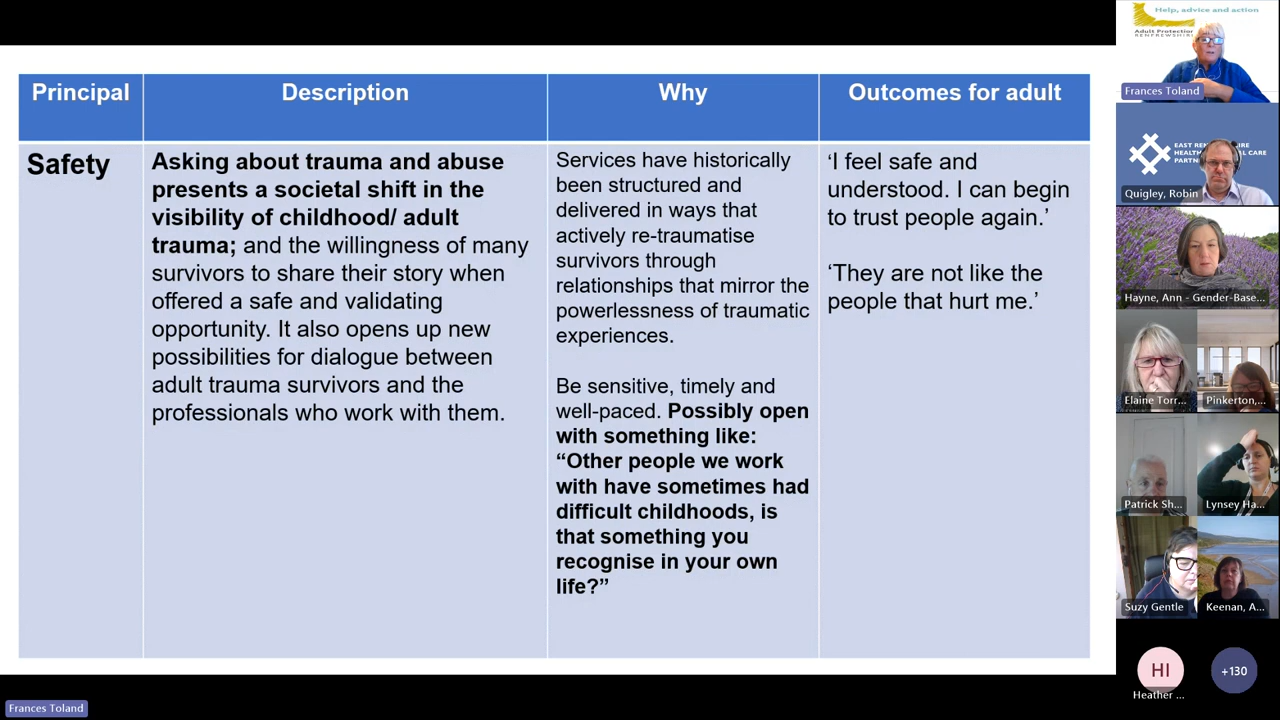 Principal
Description
Why
Outcomes for adult
Safety
Asking about trauma and abuse
presents a societal shift in the
visibility of childhood/ adult
trauma; and the willingness of many
survivors to share their story when
offered a safe and validating
opportunity. It also opens up new
possibilities for dialogue between
adult trauma survivors and the
professionals who work with them.
Services have historically
been structured and
delivered in ways that
actively re-traumatise
survivors through
relationships that mirror the
powerlessness of traumatic
experiences.
Be sensitive, timely and
well-paced. Possibly open
with something like:
“Other people we work
with have sometimes had
difficult childhoods, is
that something you
recognise in your own
life?”
‘I feel safe and
understood. I can begin
to trust people again.’
‘They are not like the
people that hurt me.’
Help, advice and action
Adult Protection
Frances Toland
Quigley, Robin
Hayne, Ann - Gender-Base...
Elaine Torr...
Pinkerton,...
Patrick Sh...
Lynsey Ha...
Suzy Gentle
Keenan, A...
HI
Heather ...
+130
Frances Toland